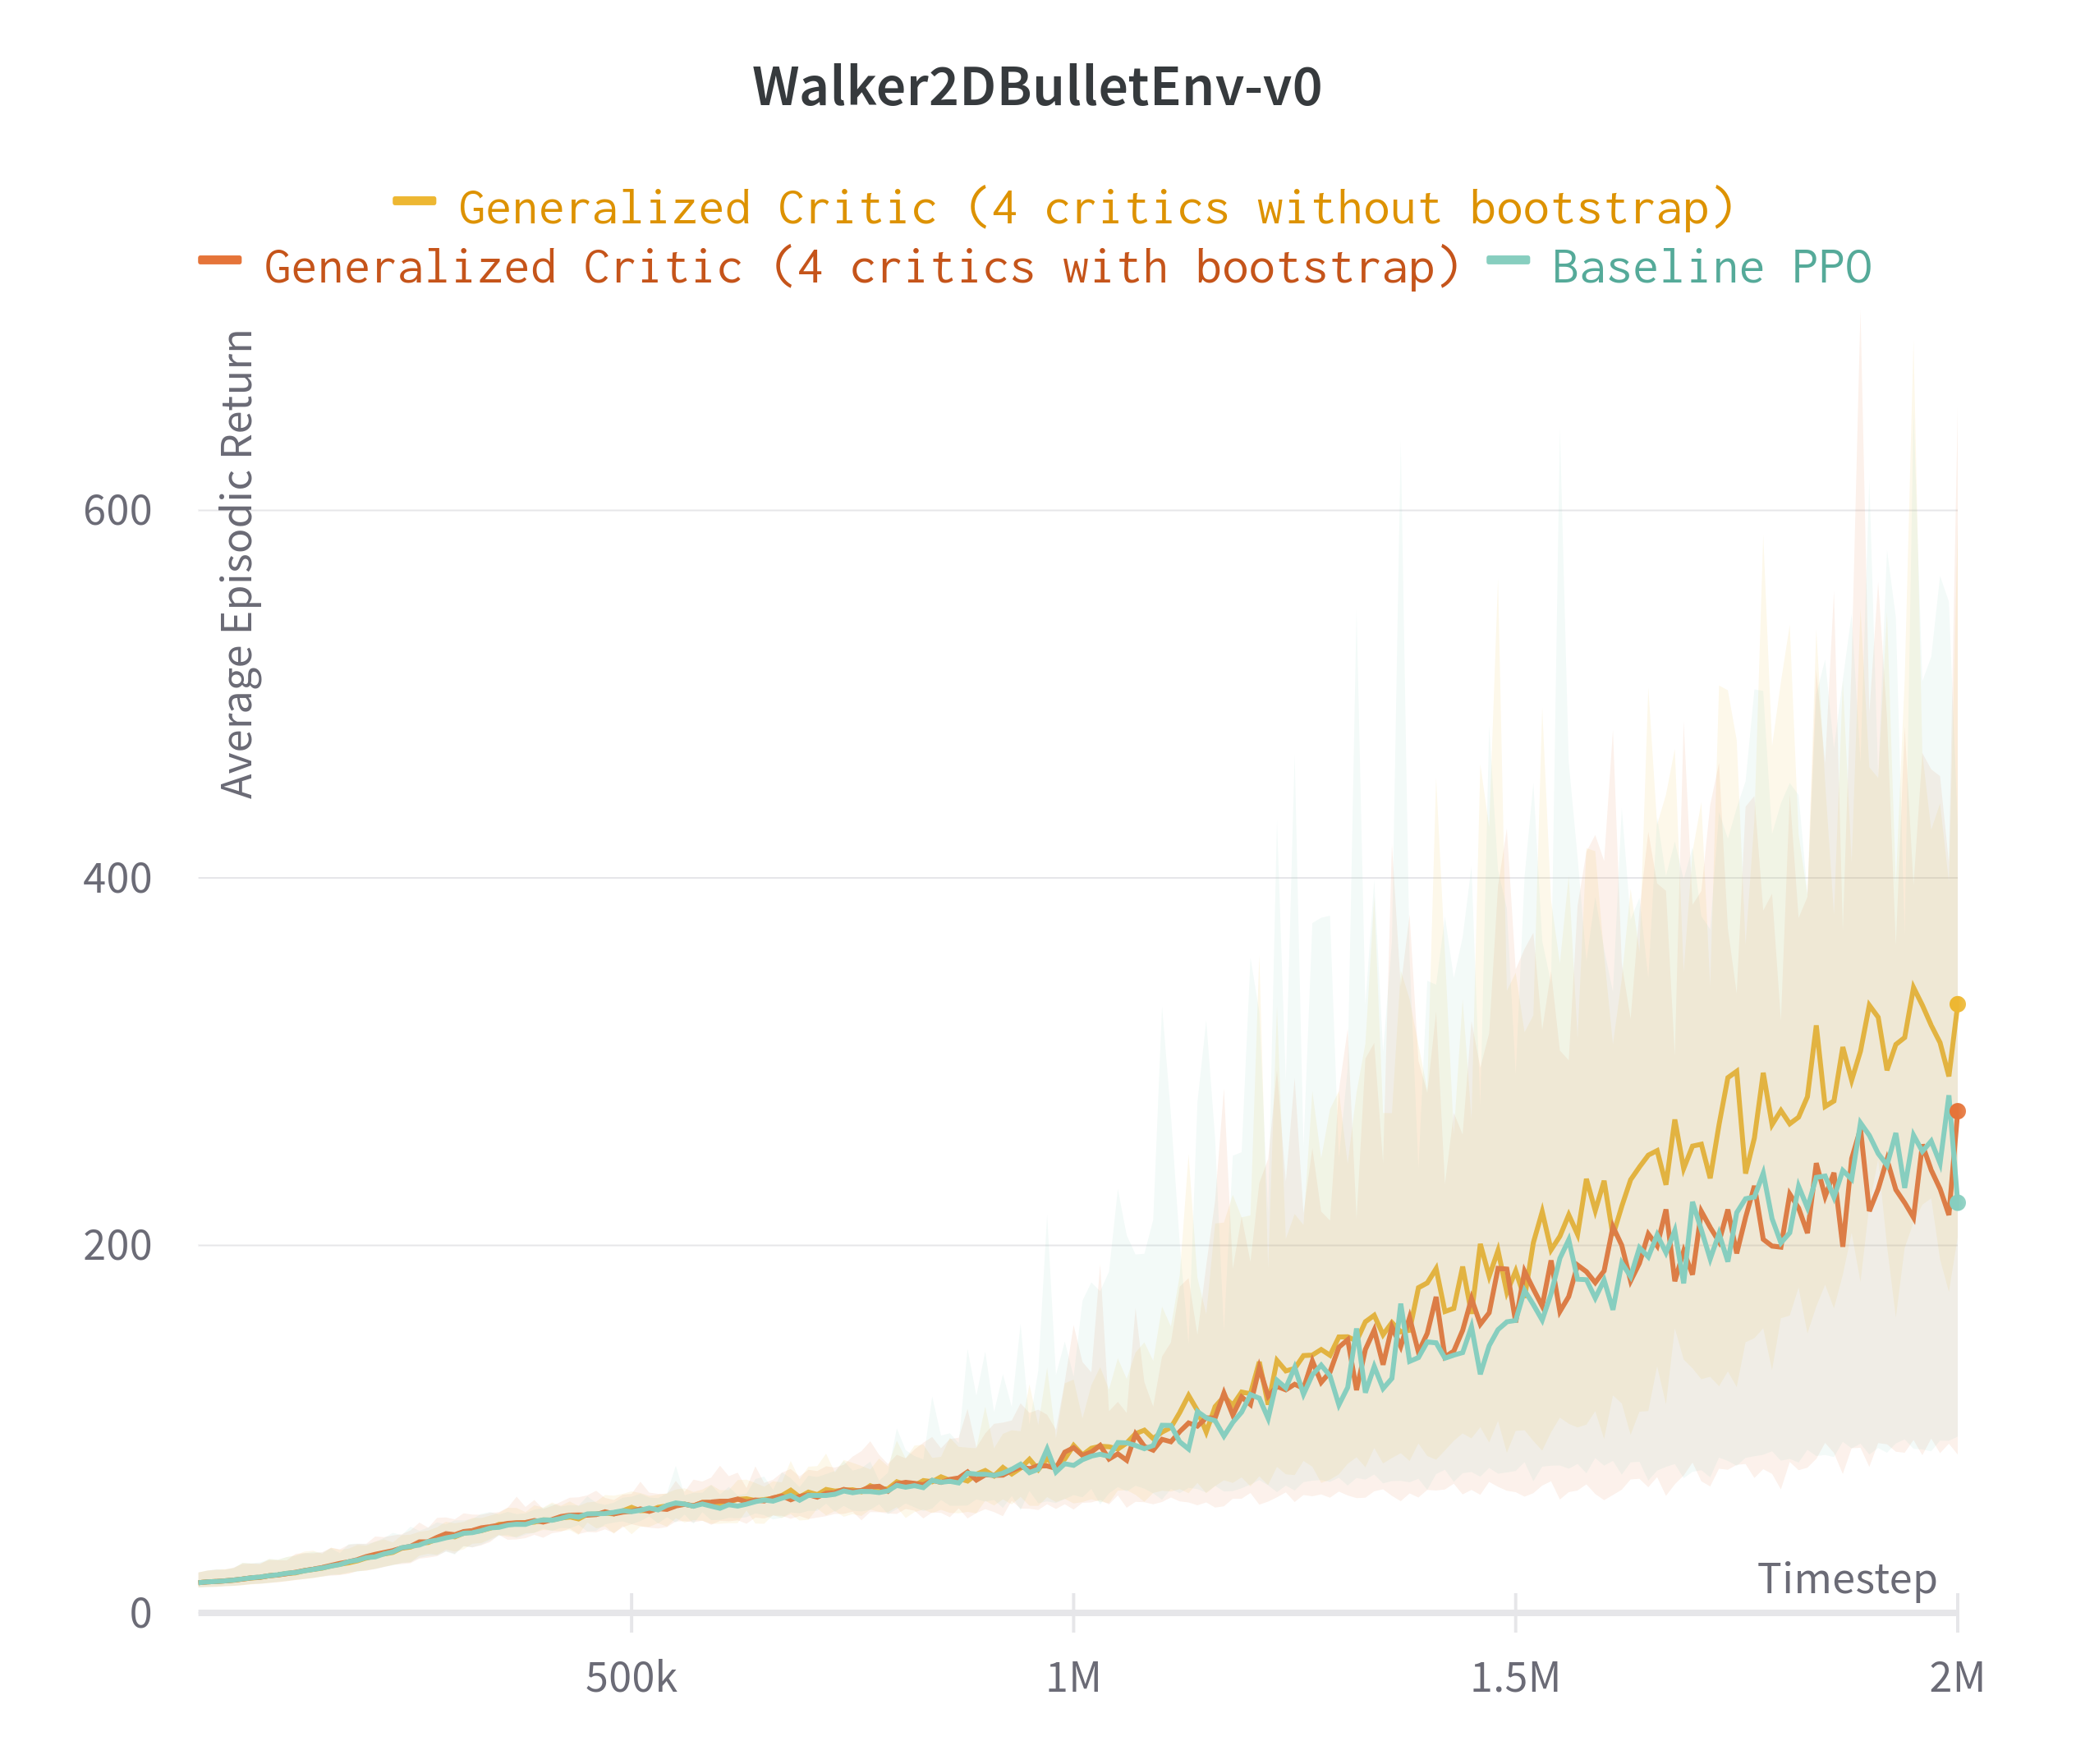 Walker2DBulletEnv-v0
Generalized Critic (4 critics without bootstrap)
Generalized Critic (4 critics with bootstrap) Baseline PPO
Average Episodic Return
600
400
200
0
Timestep
500k 1M 1.5M 2M